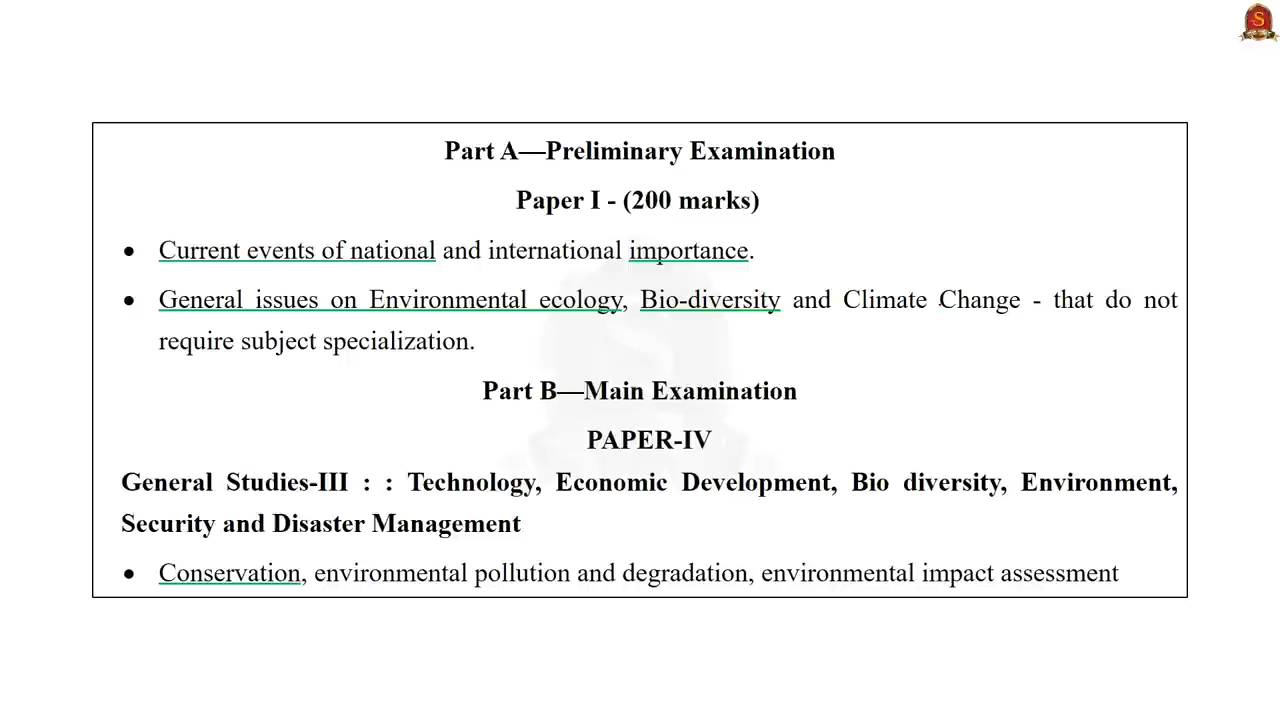 Part A—Preliminary Examination
Paper I - (200 marks)
• Current events of national and international importance.
• General issues on Environmental ecology, Bio-diversity and Climate Change - that do not
require subject specialization.
Part B—Main Examination
PAPER-IV
General Studies-III : : Technology, Economic Development, Bio diversity, Environment,
Security and Disaster Management
• Conservation, environmental pollution and degradation, environmental impact assessment